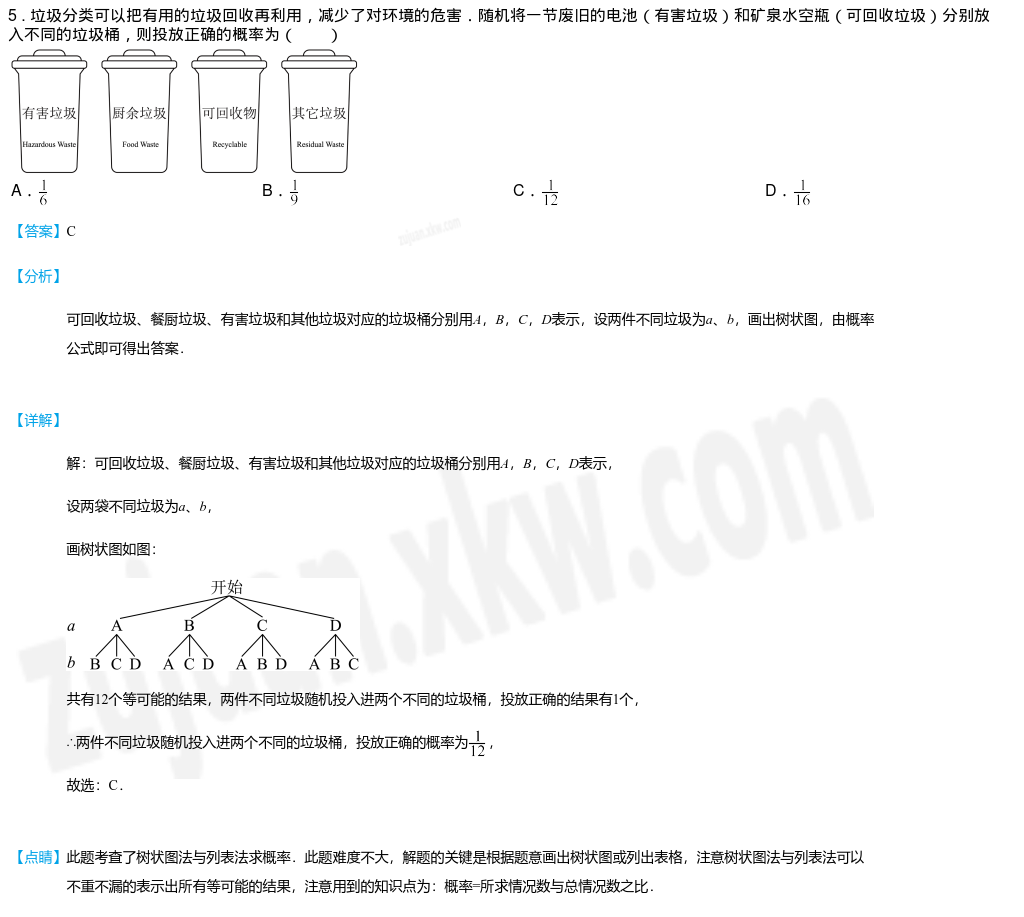 5．垃圾分类可以把有用的垃圾回收再利用，减少了对环境的危害．随机将一节废旧的电池（有害垃圾）和矿泉水空瓶（可回收垃圾）分别放
入不同的垃圾桶，则投放正确的概率为（　　）
有害垃圾 厨余垃圾 可回收物 其它垃圾
Hazardous Waste Food Waste Recyclable Residual Waste
A．1/6 B．1/9 C．1/12 D．1/16
【答案】C
zujuan.xkw.com
【分析】
可回收垃圾、餐厨垃圾、有害垃圾和其他垃圾对应的垃圾桶分别用A，B，C，D表示，设两件不同垃圾为a、b，画出树状图，由概率
公式即可得出答案．
【详解】
解：可回收垃圾、餐厨垃圾、有害垃圾和其他垃圾对应的垃圾桶分别用A，B，C，D表示，
设两袋不同垃圾为a、b，
画树状图如图：
zujuan.xkw.com
开始
a A B C D
b B C D A C D A B D A B C
共有12个等可能的结果，两件不同垃圾随机投入进两个不同的垃圾桶，投放正确的结果有1个，
∴两件不同垃圾随机投入进两个不同的垃圾桶，投放正确的概率为1/12，
故选：C．
【点睛】此题考查了树状图法与列表法求概率．此题难度不大，解题的关键是根据题意画出树状图或列出表格，注意树状图法与列表法可以
不重不漏的表示出所有等可能的结果，注意用到的知识点为：概率=所求情况数与总情况数之比．